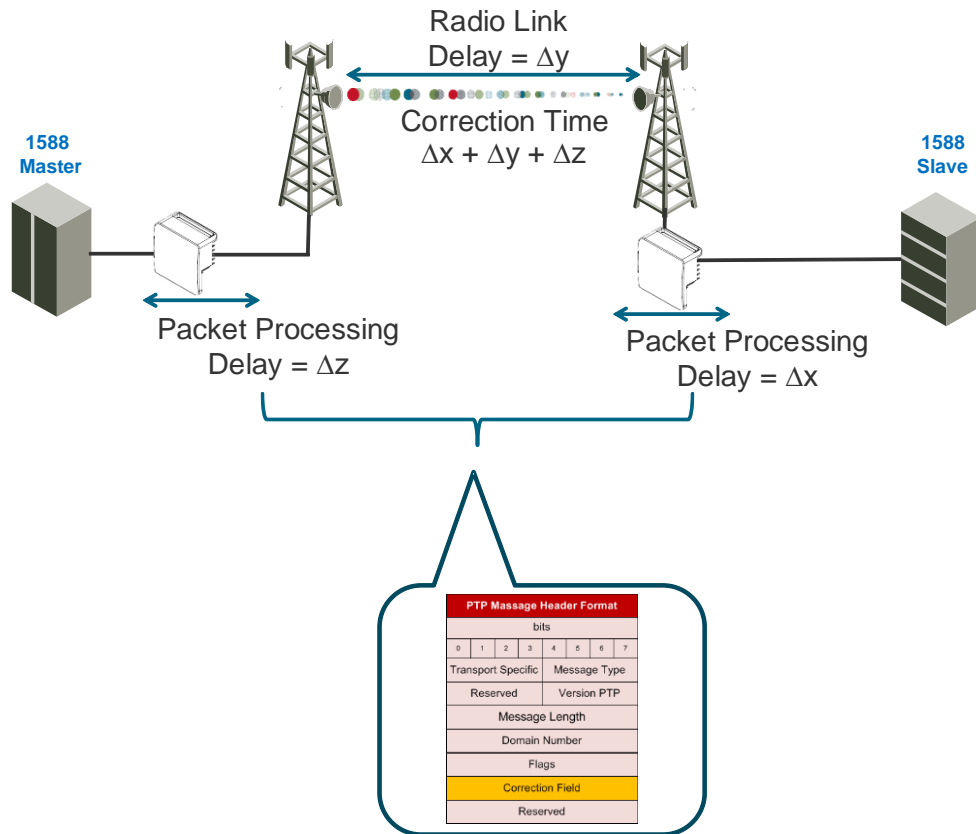 Radio Link
Delay = Δy
Correction Time
Δx + Δy + Δz
1588
Master
1588
Slave
Packet Processing
Delay = Δz
Packet Processing
Delay = Δx
PTP Massage Header Format
bits
0 1 2 3 4 5 6 7
Transport Specific Message Type
Reserved Version PTP
Message Length
Domain Number
Flags
Correction Field
Reserved